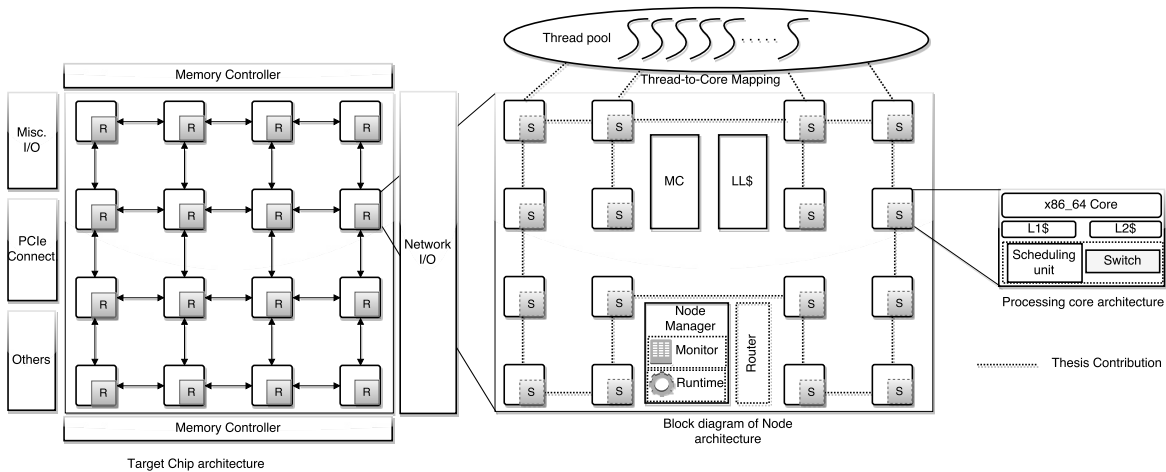 Thread pool
Thread-to-Core Mapping
Memory Controller
Misc.
I/O
PCIe
Connect
Others
R R R R
R R R R
R R R R
R R R R
Memory Controller
Target Chip architecture
Network
I/O
S S S S
MC
LL$
S S S S
S S S S
Node
Manager
Monitor
Runtime
Router
S S S S
Block diagram of Node
architecture
x86_64 Core
L1$
L2$
Scheduling
unit
Switch
Processing core architecture
Thesis Contribution